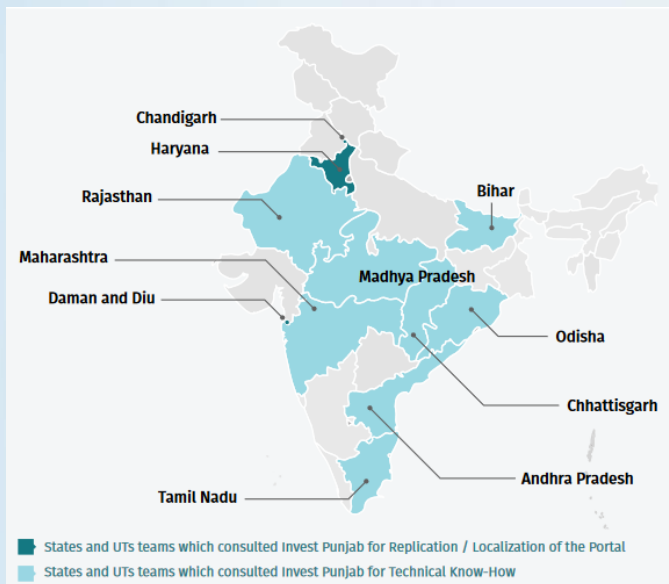 Chandigarh
Haryana
Rajasthan
Bihar
Maharashtra
Madhya Pradesh
Daman and Diu
Odisha
Chhattisgarh
Andhra Pradesh
Tamil Nadu
States and UTs teams which consulted Invest Punjab for Replication / Localization of the Portal
States and UTs teams which consulted Invest Punjab for Technical Know-How